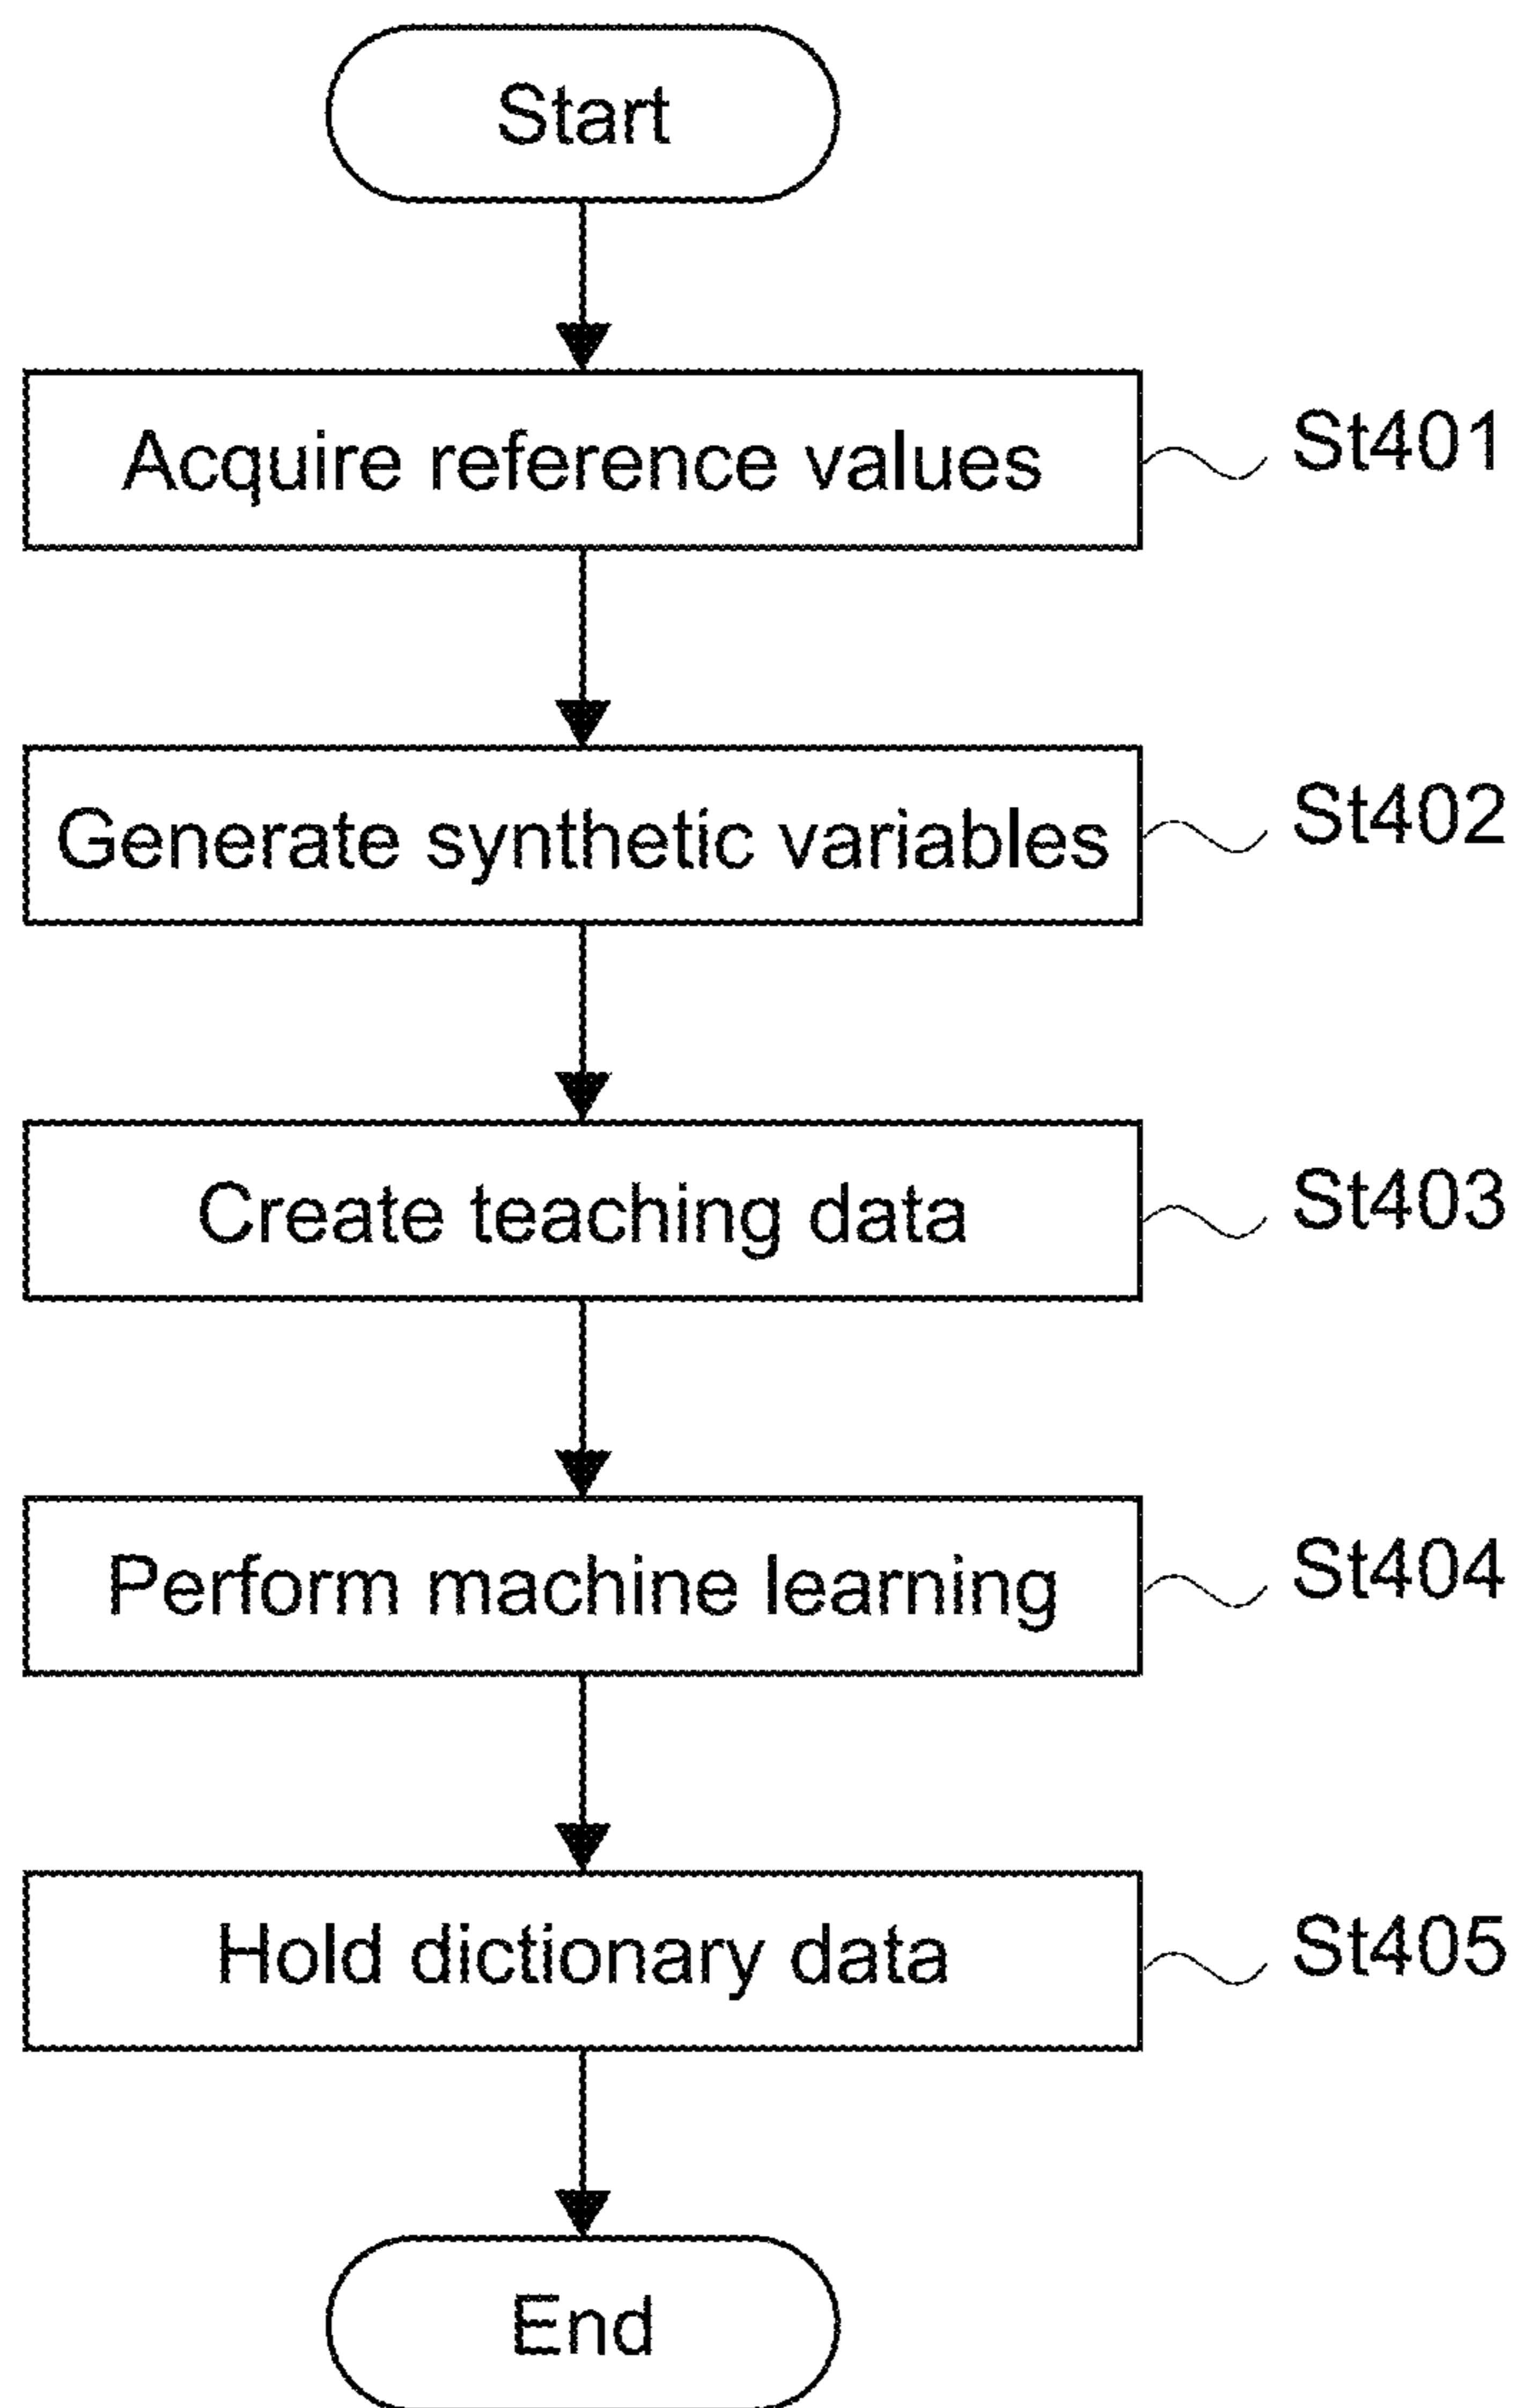 Start
Acquire reference values St401
Generate synthetic variables St402
Create teaching data St403
Perform machine learning St404
Hold dictionary data St405
End